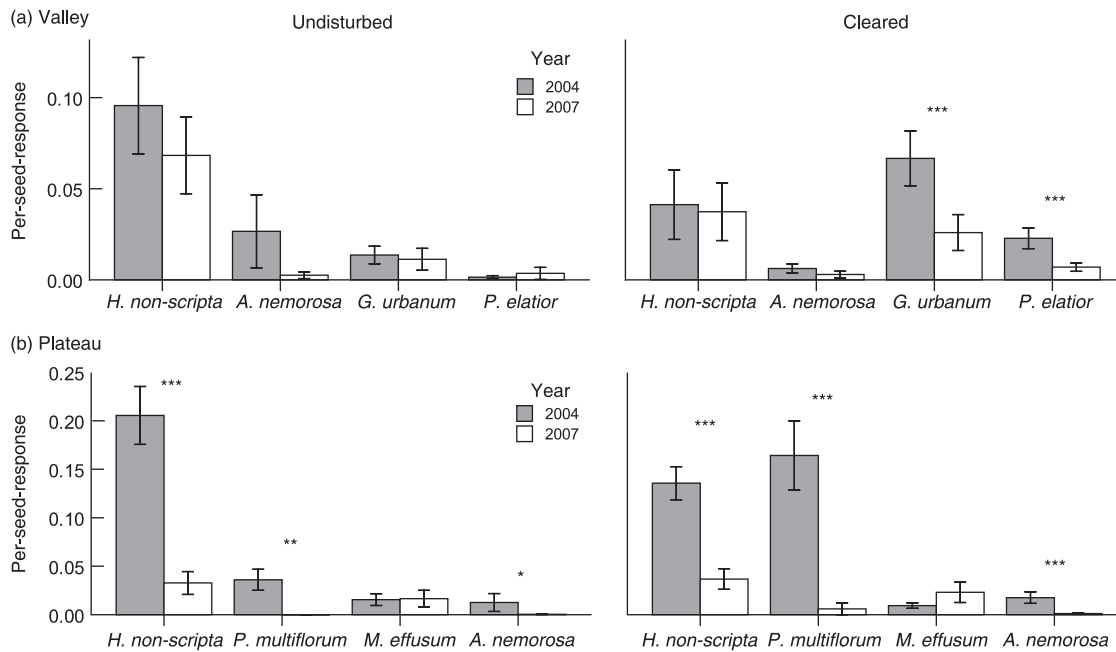 (a) Valley
Undisturbed
Cleared
Per-seed-response
0.10
0.05
0.00
Year
2004
2007
***
***
H. non-scripta A. nemorosa G. urbanum P. elatior
H. non-scripta A. nemorosa G. urbanum P. elatior
(b) Plateau
Per-seed-response
0.25
0.20
0.15
0.10
0.05
0.00
***
**
*
Year
2004
2007
***
***
***
H. non-scripta P. multiflorum M. effusum A. nemorosa
H. non-scripta P. multiflorum M. effusum A. nemorosa